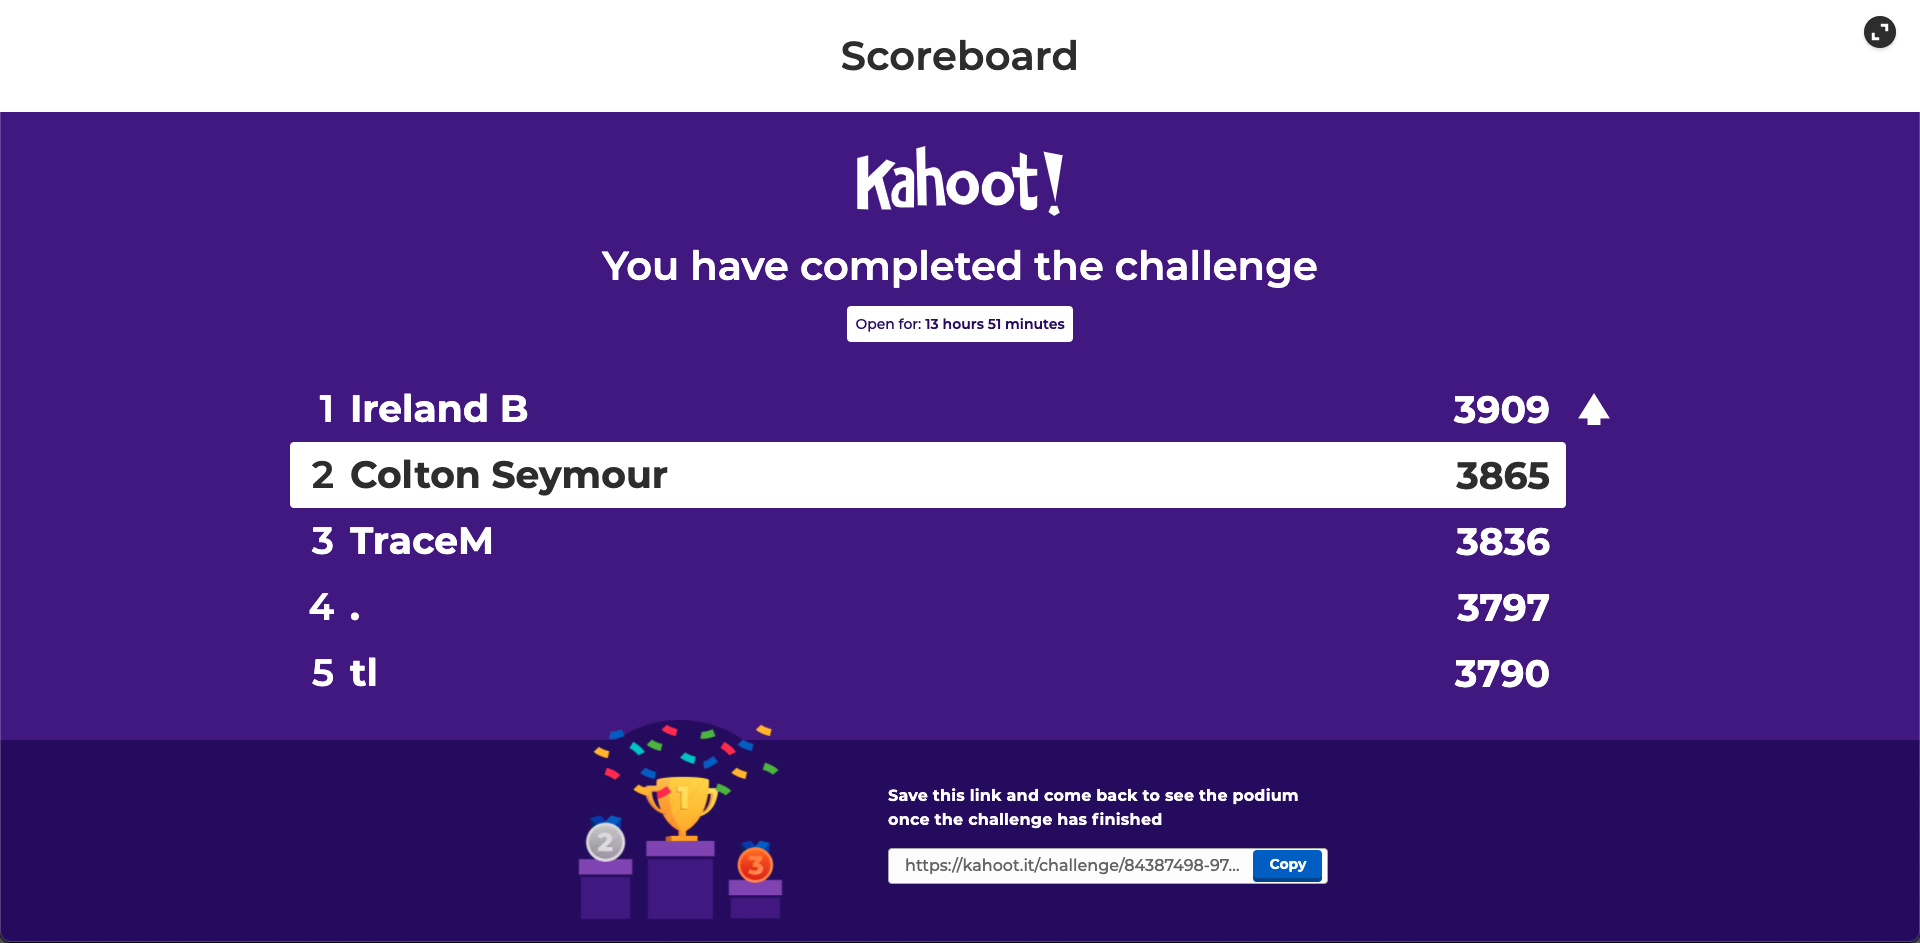 Scoreboard
Kahoot!
You have completed the challenge
Open for: 13 hours 51 minutes
1 Ireland B 3909
2 Colton Seymour 3865
3 TraceM 3836
4 . 3797
5 tl 3790
1
2
3
Save this link and come back to see the podium
once the challenge has finished
https://kahoot.it/challenge/84387498-97... Copy